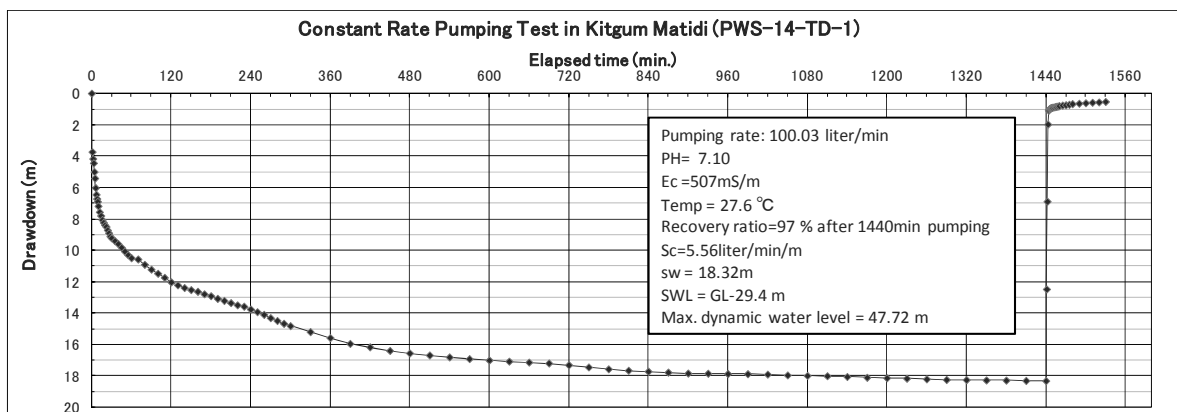 Constant Rate Pumping Test in Kitgum Matidi (PWS-14-TD-1)
Elapsed time (min.)
0 120 240 360 480 600 720 840 960 1080 1200 1320 1440 1560
Drawdown (m)
0
2
4
6
8
10
12
14
16
18
20
Pumping rate: 100.03 liter/min
PH= 7.10
Ec =507mS/m
Temp = 27.6 ℃
Recovery ratio=97 % after 1440min pumping
Sc=5.56liter/min/m
sw = 18.32m
SWL = GL-29.4 m
Max. dynamic water level = 47.72 m